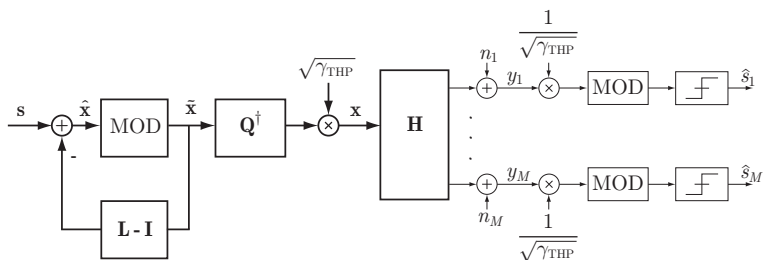 s
+
x̂
-
MOD
x̃
L - I
Q†
√γTHP
×
x
H
n1
+
y1
1
√γTHP
×
MOD
ŝ1
.
.
.
nM
+
yM
1
√γTHP
×
MOD
ŝM